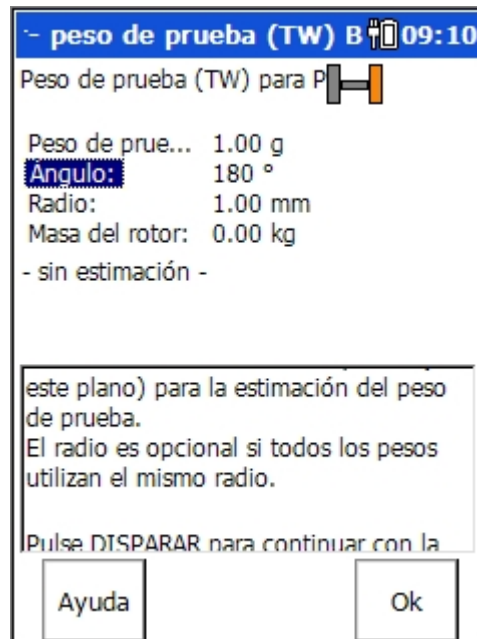 - peso de prueba (TW) B 09:10
Peso de prueba (TW) para P
Peso de prue... 1.00 g
Ángulo: 180 °
Radio: 1.00 mm
Masa del rotor: 0.00 kg
- sin estimación -
este plano) para la estimación del peso
de prueba.
El radio es opcional si todos los pesos
utilizan el mismo radio.
Pulse DISPARAR para continuar con la
Ayuda Ok